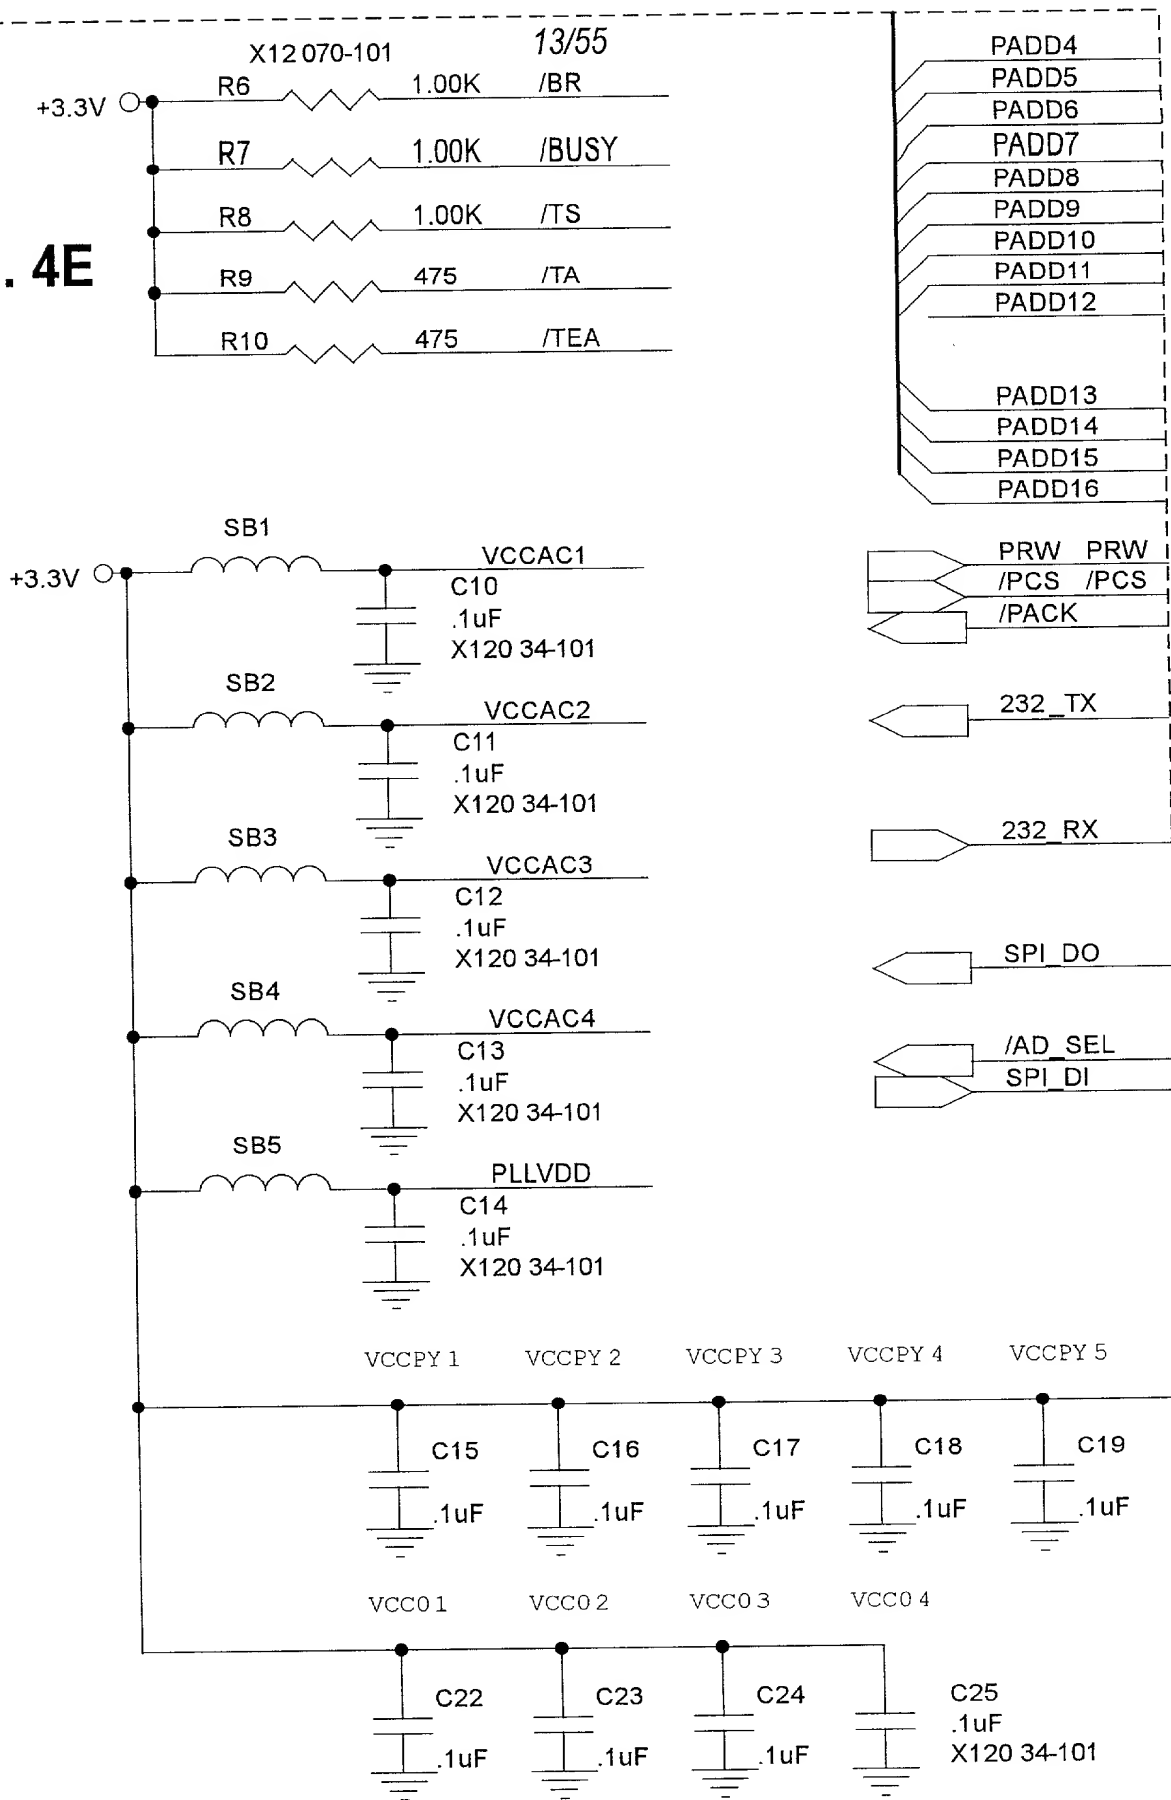 X12 070-101
13/55
+3.3V
R6 1.00K /BR
R7 1.00K /BUSY
R8 1.00K /TS
R9 475 /TA
R10 475 /TEA
. 4E
PADD4
PADD5
PADD6
PADD7
PADD8
PADD9
PADD10
PADD11
PADD12
PADD13
PADD14
PADD15
PADD16
PRW PRW
/PCS /PCS
/PACK
232_TX
232_RX
SPI_DO
/AD_SEL
SPI_DI
+3.3V
SB1
VCCAC1
C10
.1uF
X120 34-101
SB2
VCCAC2
C11
.1uF
X120 34-101
SB3
VCCAC3
C12
.1uF
X120 34-101
SB4
VCCAC4
C13
.1uF
X120 34-101
SB5
PLLVDD
C14
.1uF
X120 34-101
VCCPY 1 VCCPY 2 VCCPY 3 VCCPY 4 VCCPY 5
C15 C16 C17 C18 C19
.1uF .1uF .1uF .1uF .1uF
VCC0 1 VCC0 2 VCC0 3 VCC0 4
C22 C23 C24 C25
.1uF .1uF .1uF .1uF
X120 34-101